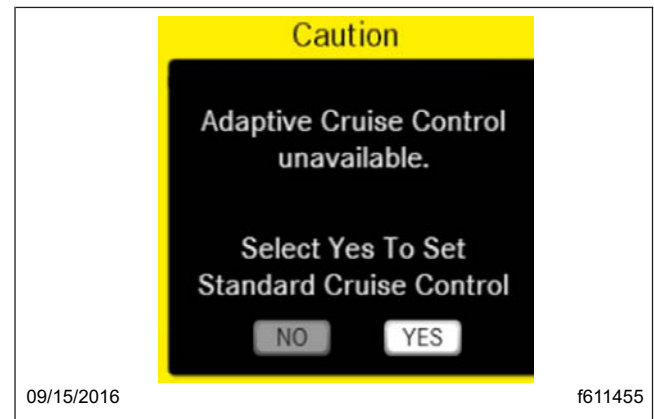 Caution
Adaptive Cruise Control
unavailable.
Select Yes To Set
Standard Cruise Control
NO
YES
09/15/2016
f611455